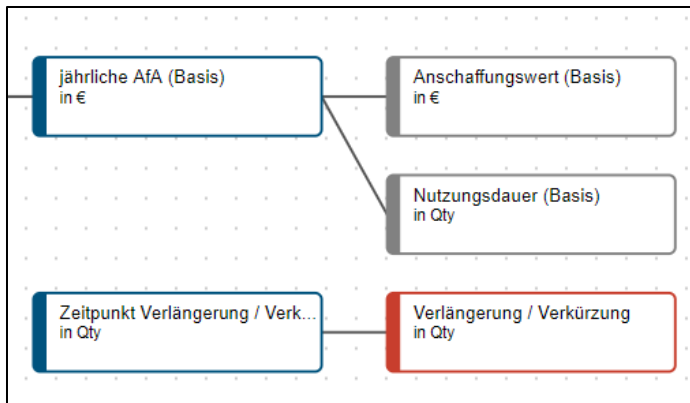 jährliche AfA (Basis)
in €
Anschaffungswert (Basis)
in €
Nutzungsdauer (Basis)
in Qty
Zeitpunkt Verlängerung / Verk...
in Qty
Verlängerung / Verkürzung
in Qty